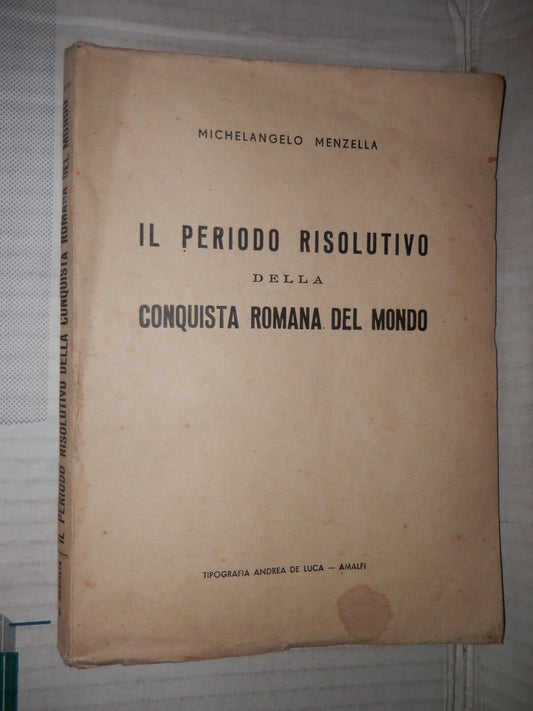 MICHELANGELO MENZELLA
IL PERIODO RISOLUTIVO
DELLA
CONQUISTA ROMANA DEL MONDO
TIPOGRAFIA ANDREA DE LUCA — AMALFI
IL PERIODO RISOLUTIVO DELLA CONQUISTA ROMANA DEL MONDO